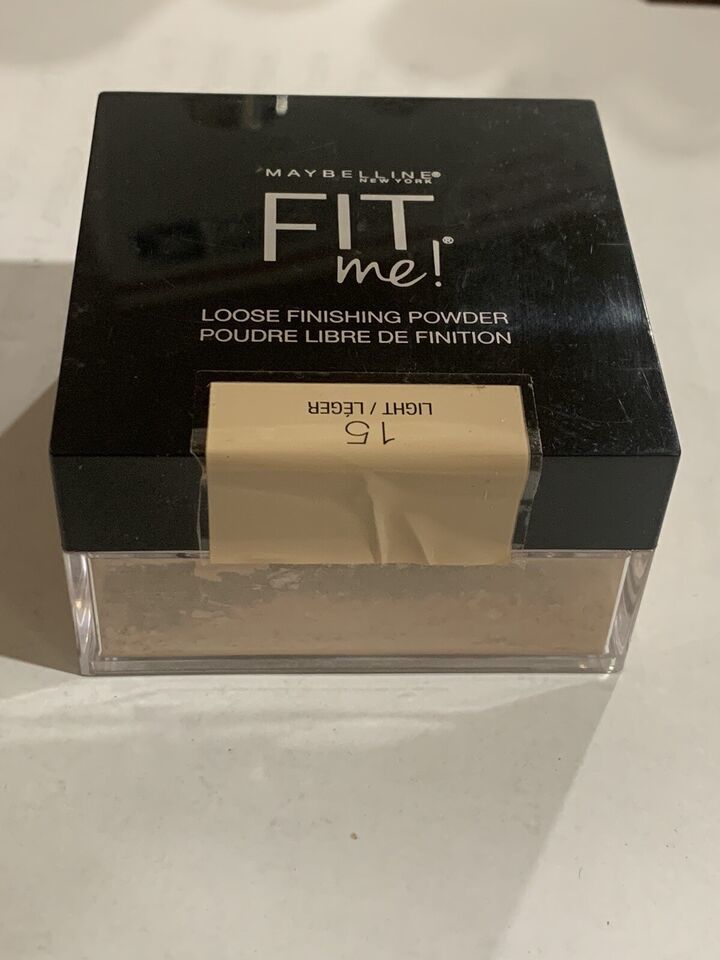 MAYBELLINE®
NEW YORK
FIT
me!®
LOOSE FINISHING POWDER
POUDRE LIBRE DE FINITION
15
LIGHT / LÉGER